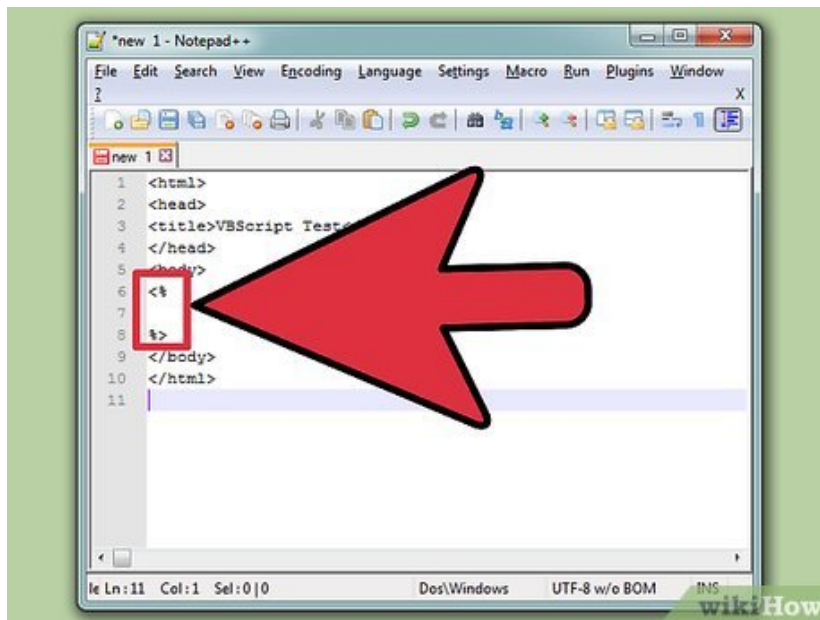 *new 1 - Notepad++
File Edit Search View Encoding Language Settings Macro Run Plugins Window
? X
new 1
1 <html>
2 <head>
3 <title>VBScript Test<
4 </head>
5 <body>
6 <%
7
8 %>
9 </body>
10 </html>
11
Ln:11 Col:1 Sel:0|0 Dos\Windows UTF-8 w/o BOM INS
wikiHow